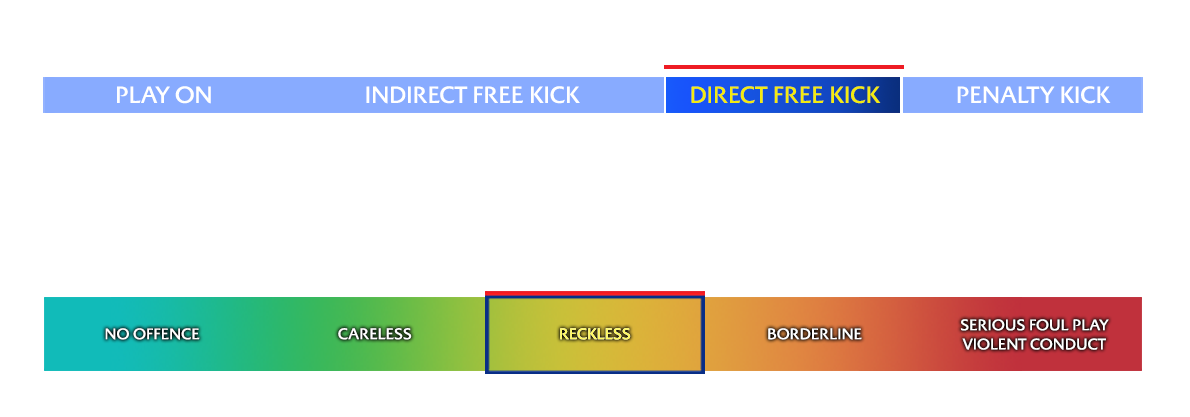 PLAY ON INDIRECT FREE KICK DIRECT FREE KICK PENALTY KICK
NO OFFENCE CARELESS RECKLESS BORDERLINE SERIOUS FOUL PLAY
VIOLENT CONDUCT